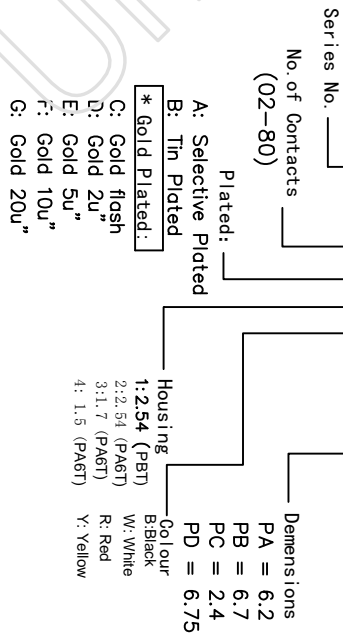 Series No.
No. of Contacts
(02-80)
Plated:
A: Selective Plated
B: Tin Plated
* Gold Plated:
C: Gold flash
D: Gold 2u"
E: Gold 5u"
F: Gold 10u"
G: Gold 20u"
Housing
1:2.54 (PBT)
2:2.54 (PA6T)
3:1.7 (PA6T)
4: 1.5 (PA6T)
Colour
B:Black
W: White
R: Red
Y: Yellow
Demensions
PA = 6.2
PB = 6.7
PC = 2.4
PD = 6.75